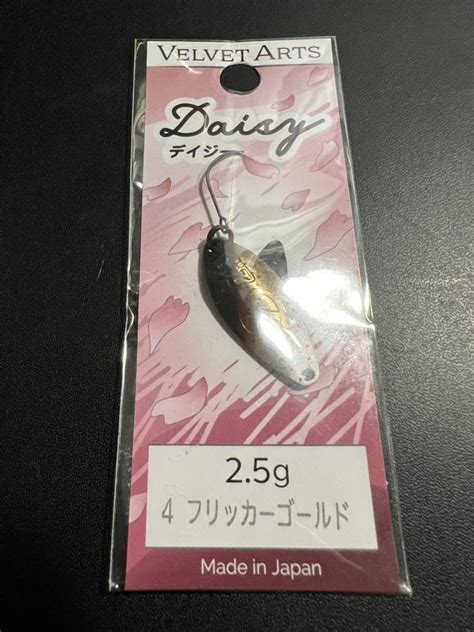 VELVET ARTS
Daisy
デイジー
2.5g
4 フリッカーゴールド
Made in Japan